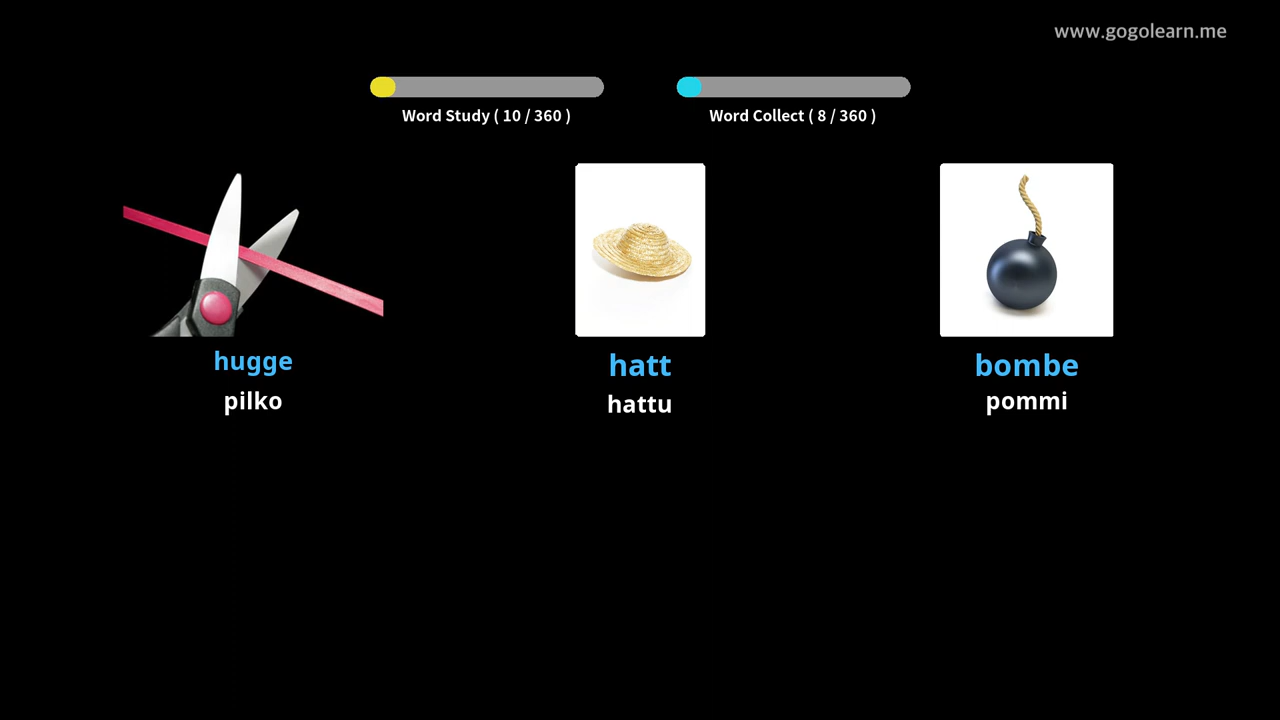 www.gogolearn.me
Word Study ( 10 / 360 )
Word Collect ( 8 / 360 )
hugge
pilko
hatt
hattu
bombe
pommi